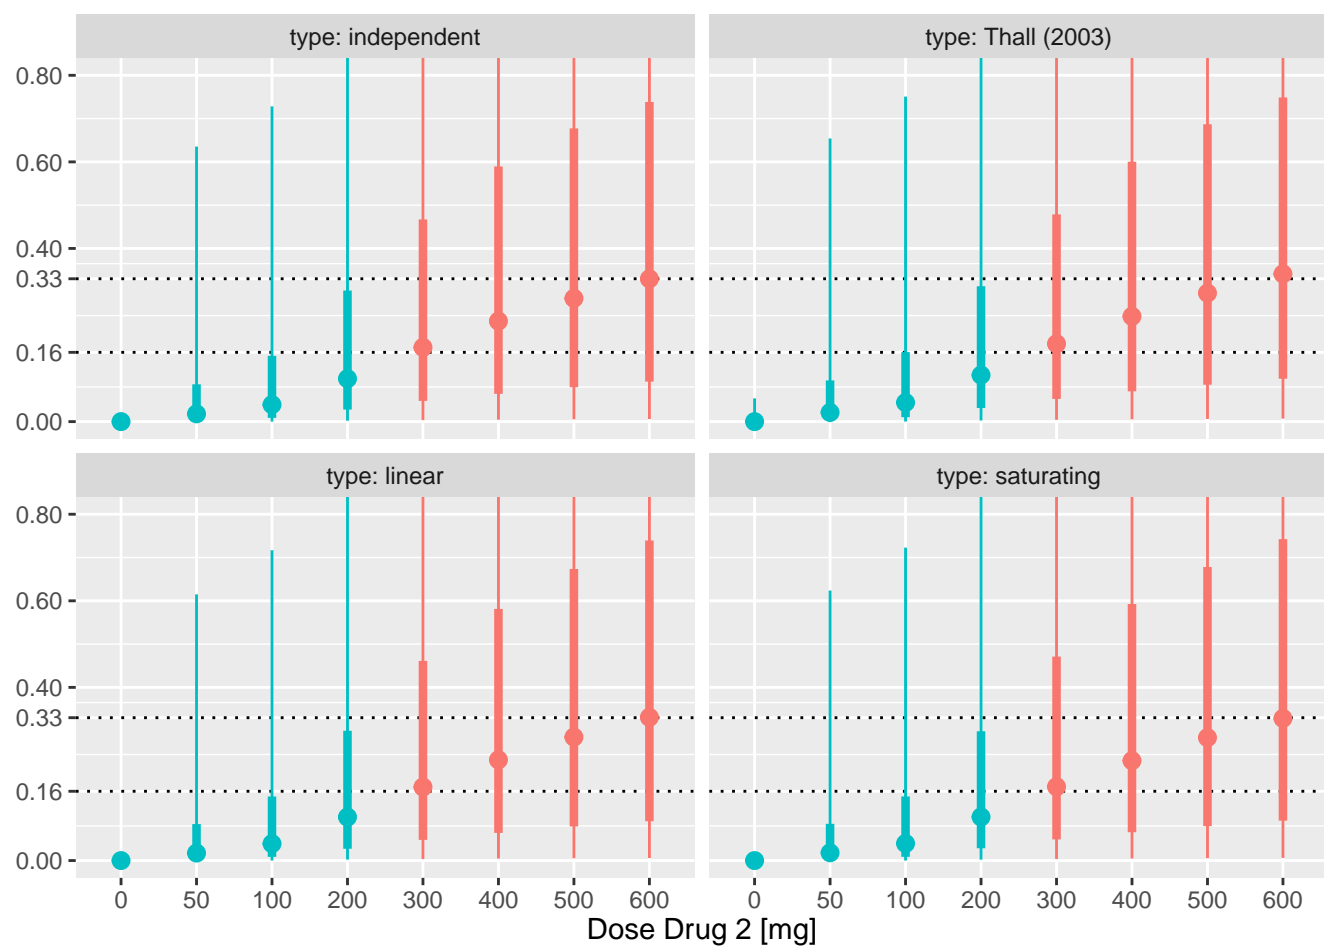 type: independent
type: Thall (2003)
0.80
0.60
0.40
0.33
0.16
0.00
type: linear
type: saturating
0.80
0.60
0.40
0.33
0.16
0.00
0 50 100 200 300 400 500 600
0 50 100 200 300 400 500 600
Dose Drug 2 [mg]